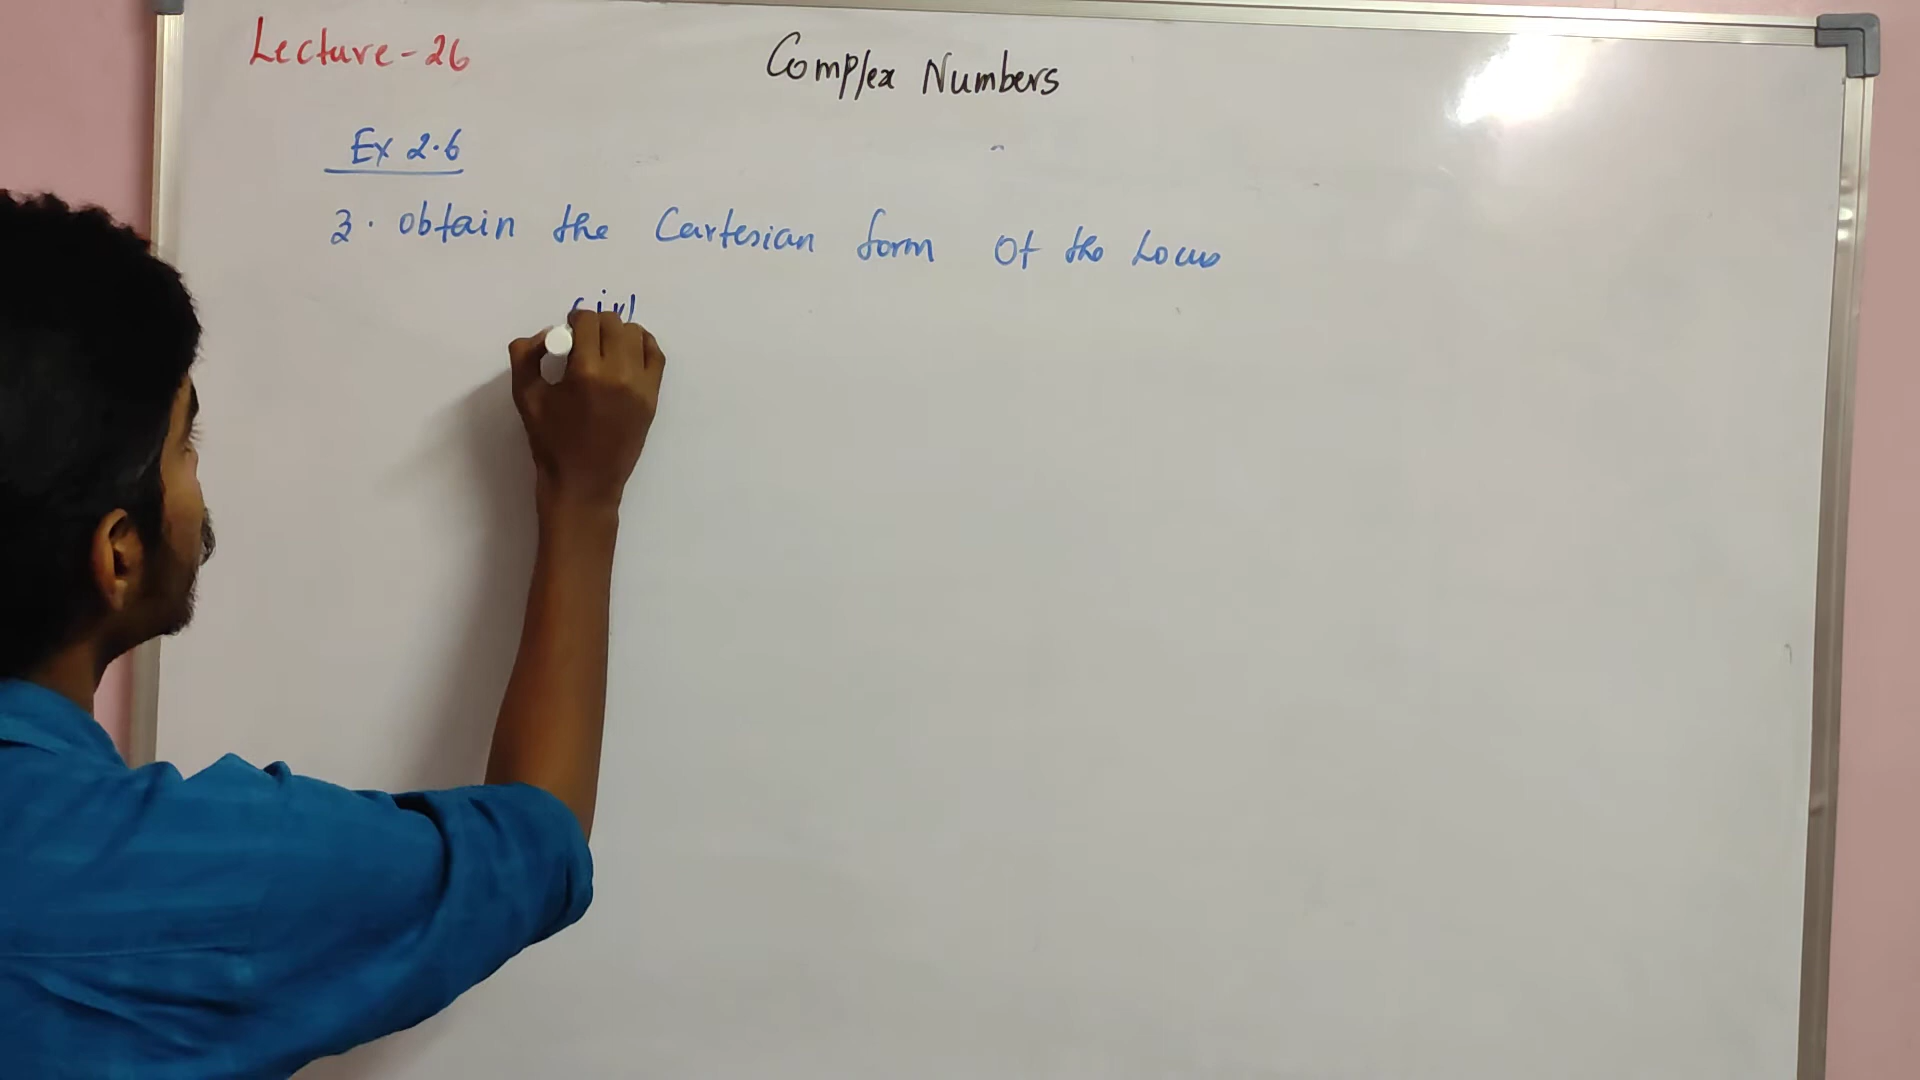 Lecture-26
Complex Numbers
Ex 2.6
3. obtain the Cartesian form of the Locus